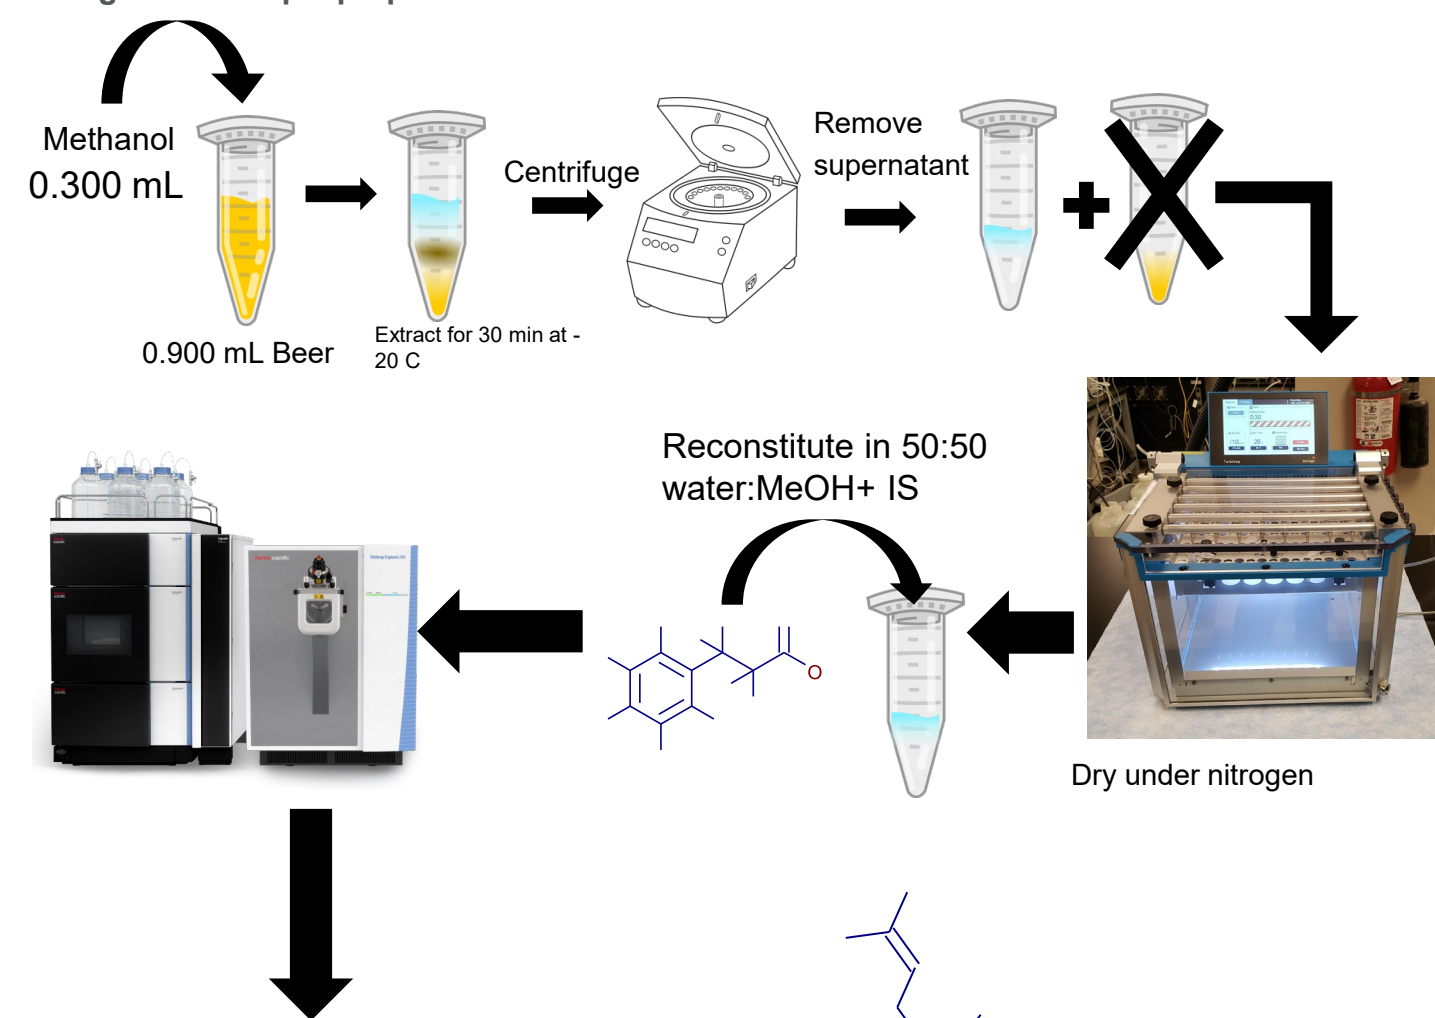 Methanol
0.300 mL
0.900 mL Beer
Extract for 30 min at -
20 C
Centrifuge
Remove
supernatant
Reconstitute in 50:50
water:MeOH+ IS
O
Dry under nitrogen